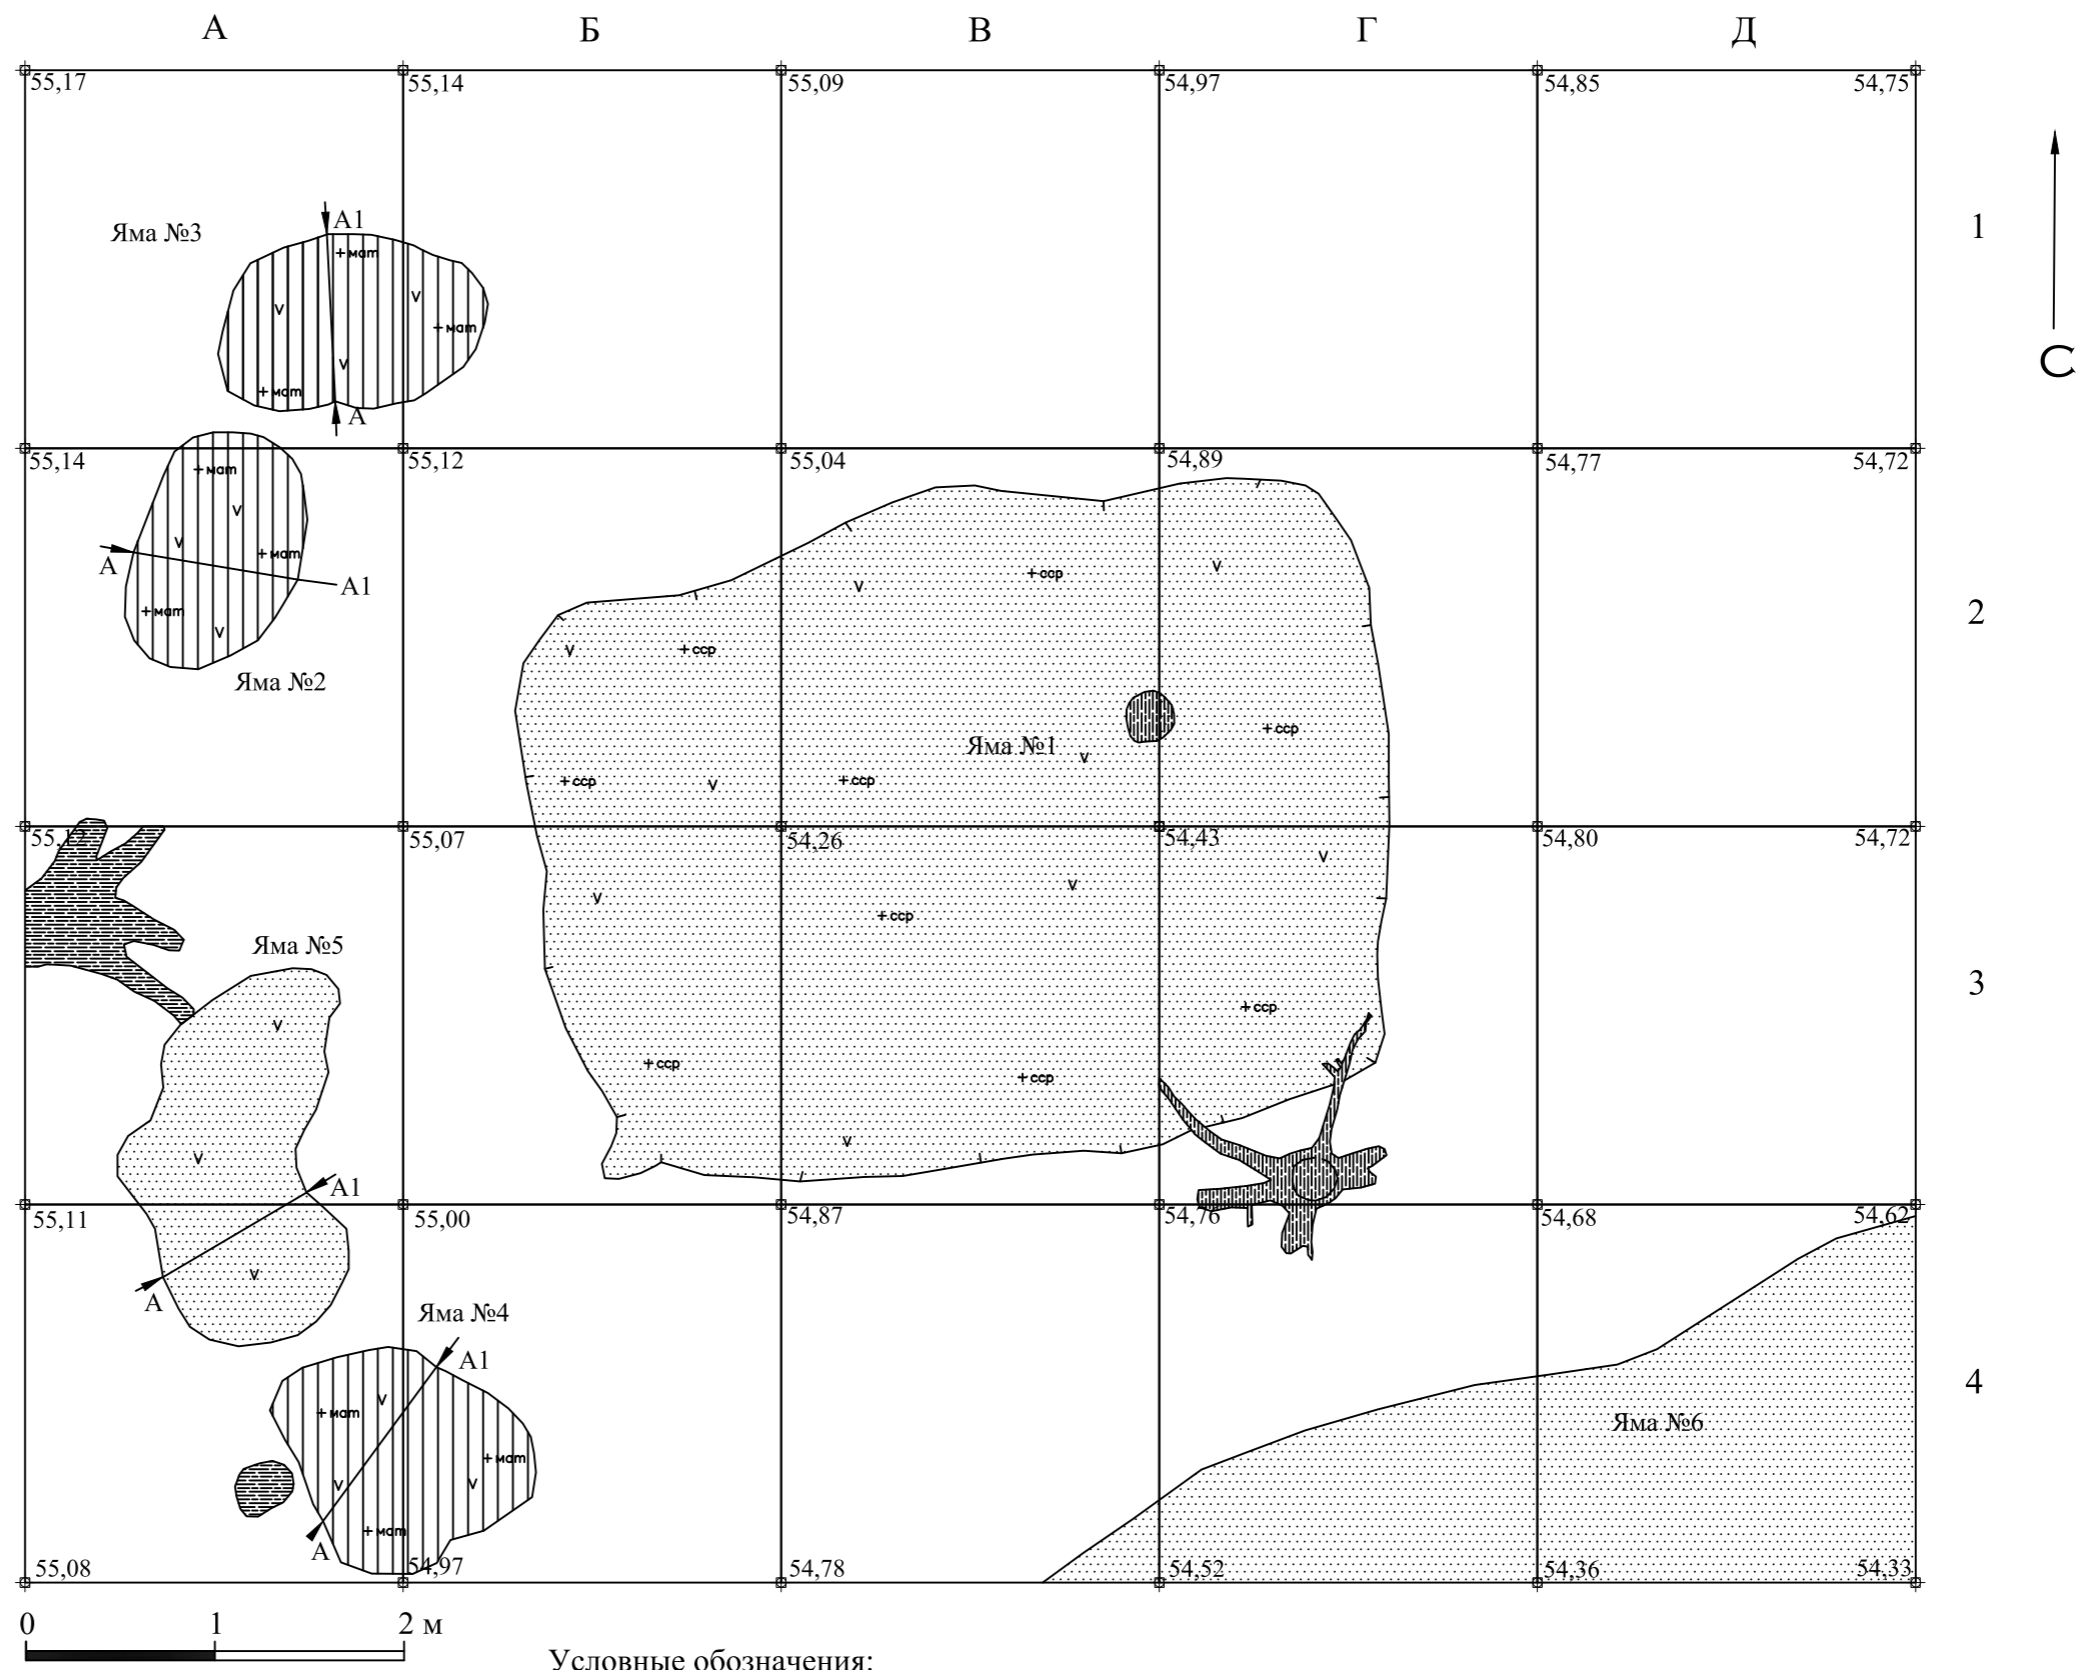 А Б В Г Д
55,17 55,14 55,09 54,97 54,85 54,75
1
А1
Яма №3
+мат
v v
+мат
v
+мат
А
С
55,14 55,12 55,04 54,89 54,77 54,72
+мат
v
v
+мат
А
А1
+мат
v
Яма №2
2
v
+сср
v
v
+сср
+сср
Яма №1
v
+сср
v
+сср
+сср
55,12 55,07 54,26 54,43 54,80 54,72
v
v
v
+сср
Яма №5
3
+сср
v
+сср
+сср
v
v
А1
55,11 55,00 54,87 54,76 54,68 54,62
v
А
Яма №4
А1
4
v
+мат
Яма №6
+мат
v v
+мат
А
55,08 54,97 54,78 54,52 54,36 54,33
0 1 2 м
Условные обозначения: